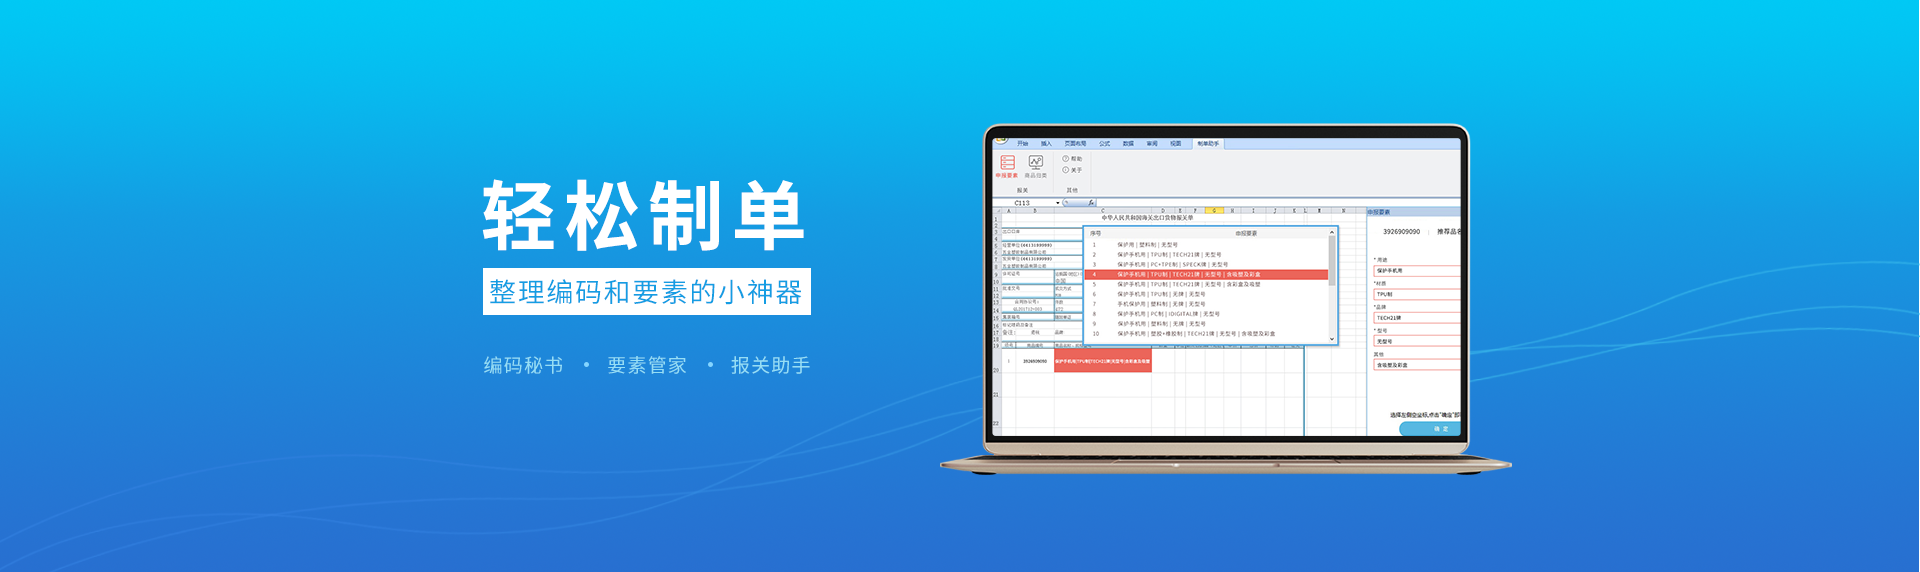 轻松制单
整理编码和要素的小神器
编码秘书 • 要素管家 • 报关助手
开始 插入 页面布局 公式 数据 审阅 视图 制单助手
申报要素 商品归类 帮助
关于
报关 其他
C113 fx
A B C D E F G H I J K L M N
申报要素
中华人民共和国海关出口货物报关单
3926909090 推荐品名
序号 申报要素
1 保护用 | 塑料制 | 无型号
2 保护手机用 | TPU制 | TECH21牌 | 无型号
3 保护手机用 | PC+TPE制 | SPECK牌 | 无型号
4 保护手机用 | TPU制 | TECH21牌 | 无型号 | 含吸塑及彩盒
5 保护手机用 | TPU制 | TECH21牌 | 无型号 | 含彩盒及吸塑
6 保护手机用 | TPU制 | 无牌 | 无型号
7 手机保护用 | 塑料制 | 无牌 | 无型号
8 保护手机用 | PC制 | IDIGITAL牌 | 无型号
9 保护手机用 | 塑料制 | 无牌 | 无型号
10 保护手机用 | 塑胶+橡胶制 | TECH21牌 | 无型号 | 含吸塑及彩盒
1 3926909090 保护手机用|TPU制|TECH21牌|无型号|含彩盒及吸塑
* 用途
保护手机用
*材质
TPU制
*品牌
TECH21牌
* 型号
无型号
其他
含吸塑及彩盒
选择左侧空坐标,点击"确定"即
确 定